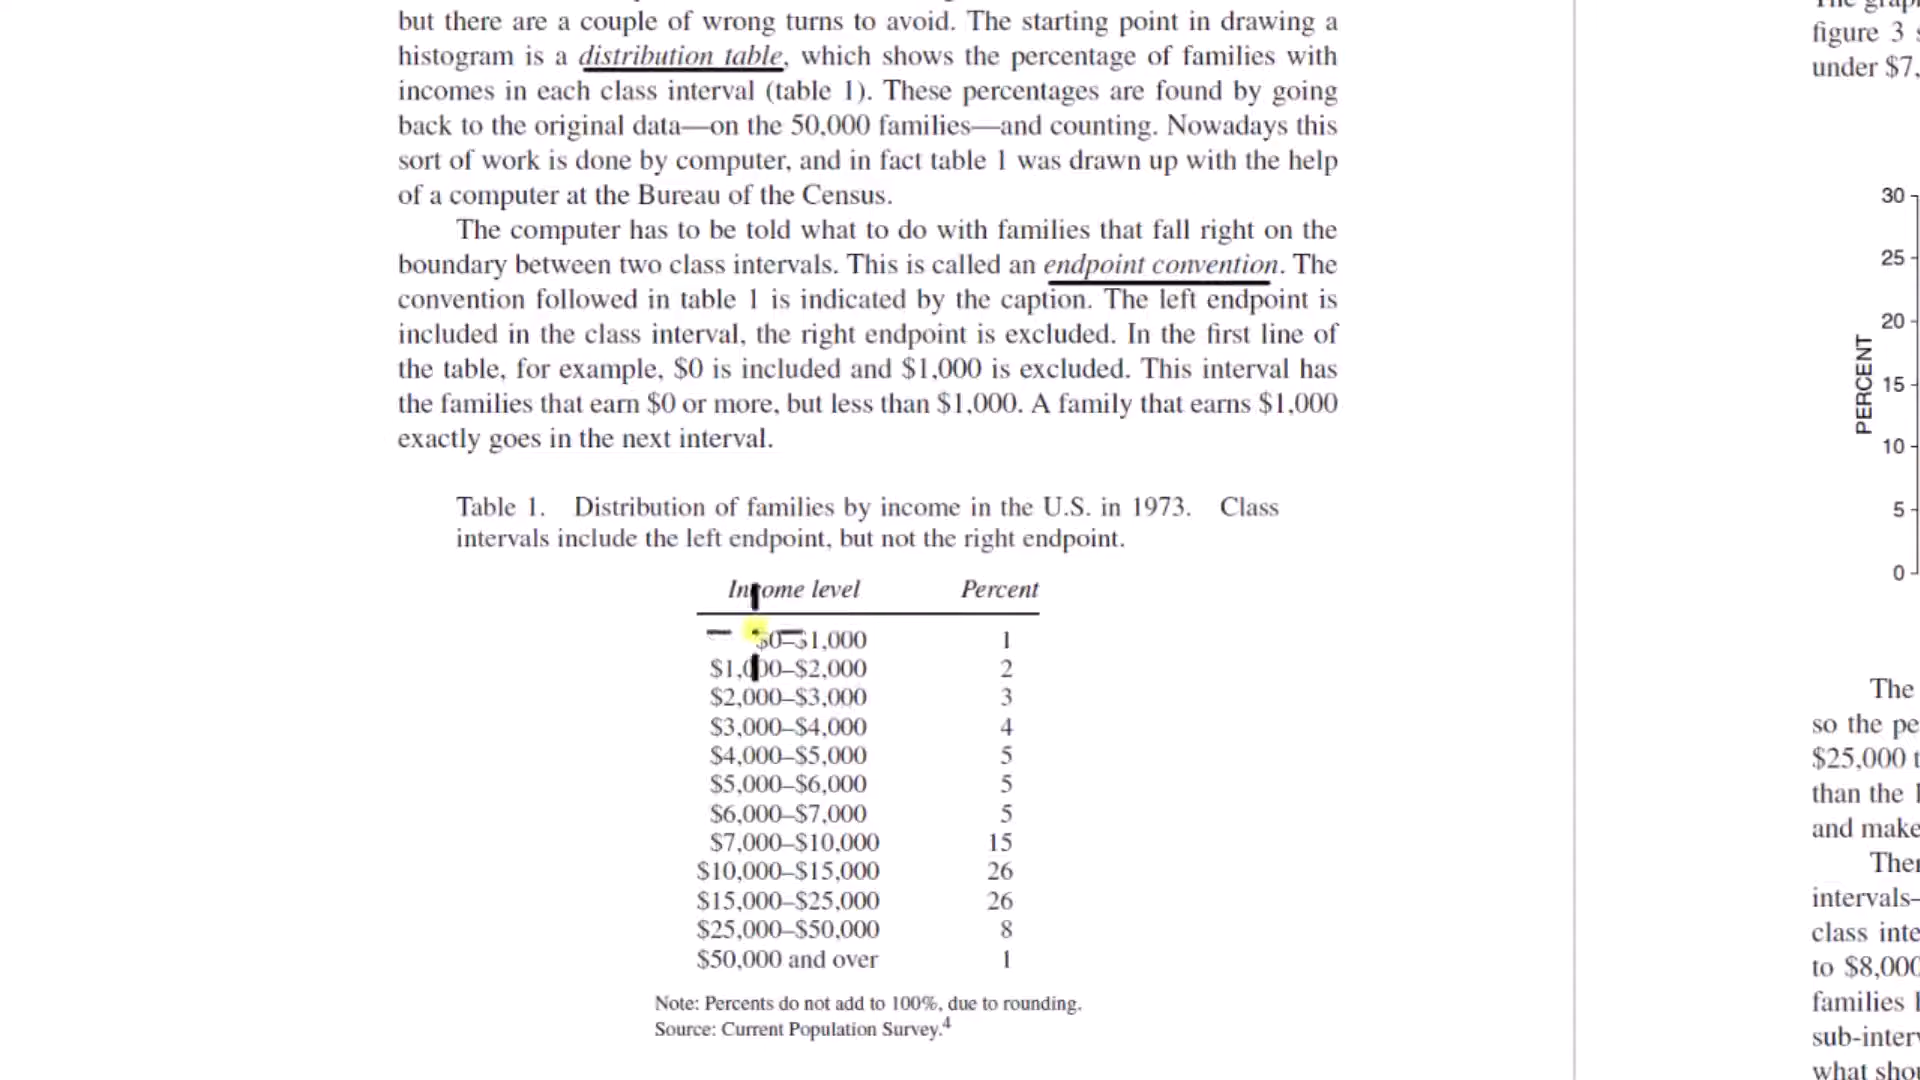 but there are a couple of wrong turns to avoid. The starting point in drawing a
histogram is a distribution table, which shows the percentage of families with
incomes in each class interval (table 1). These percentages are found by going
back to the original data—on the 50,000 families—and counting. Nowadays this
sort of work is done by computer, and in fact table 1 was drawn up with the help
of a computer at the Bureau of the Census.
The computer has to be told what to do with families that fall right on the
boundary between two class intervals. This is called an endpoint convention. The
convention followed in table 1 is indicated by the caption. The left endpoint is
included in the class interval, the right endpoint is excluded. In the first line of
the table, for example, $0 is included and $1,000 is excluded. This interval has
the families that earn $0 or more, but less than $1,000. A family that earns $1,000
exactly goes in the next interval.
Table 1. Distribution of families by income in the U.S. in 1973. Class
intervals include the left endpoint, but not the right endpoint.
Income level Percent
$0–$1,000 1
$1,000–$2,000 2
$2,000–$3,000 3
$3,000–$4,000 4
$4,000–$5,000 5
$5,000–$6,000 5
$6,000–$7,000 5
$7,000–$10,000 15
$10,000–$15,000 26
$15,000–$25,000 26
$25,000–$50,000 8
$50,000 and over 1
Note: Percents do not add to 100%, due to rounding.
Source: Current Population Survey.4
figure 3
under $7,
30
25
20
15
10
5
0
PERCENT
The
so the pe
$25,000 t
than the
and make
intervals–
class inte
to $8,000
families
sub-interv
what shou